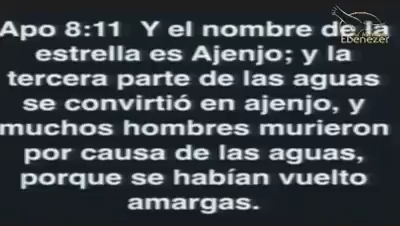 Ebenezer
Apo 8:11 Y el nombre de la
estrella es Ajenjo; y la
tercera parte de las aguas
se convirtió en ajenjo, y
muchos hombres murieron
por causa de las aguas,
porque se habían vuelto
amargas.